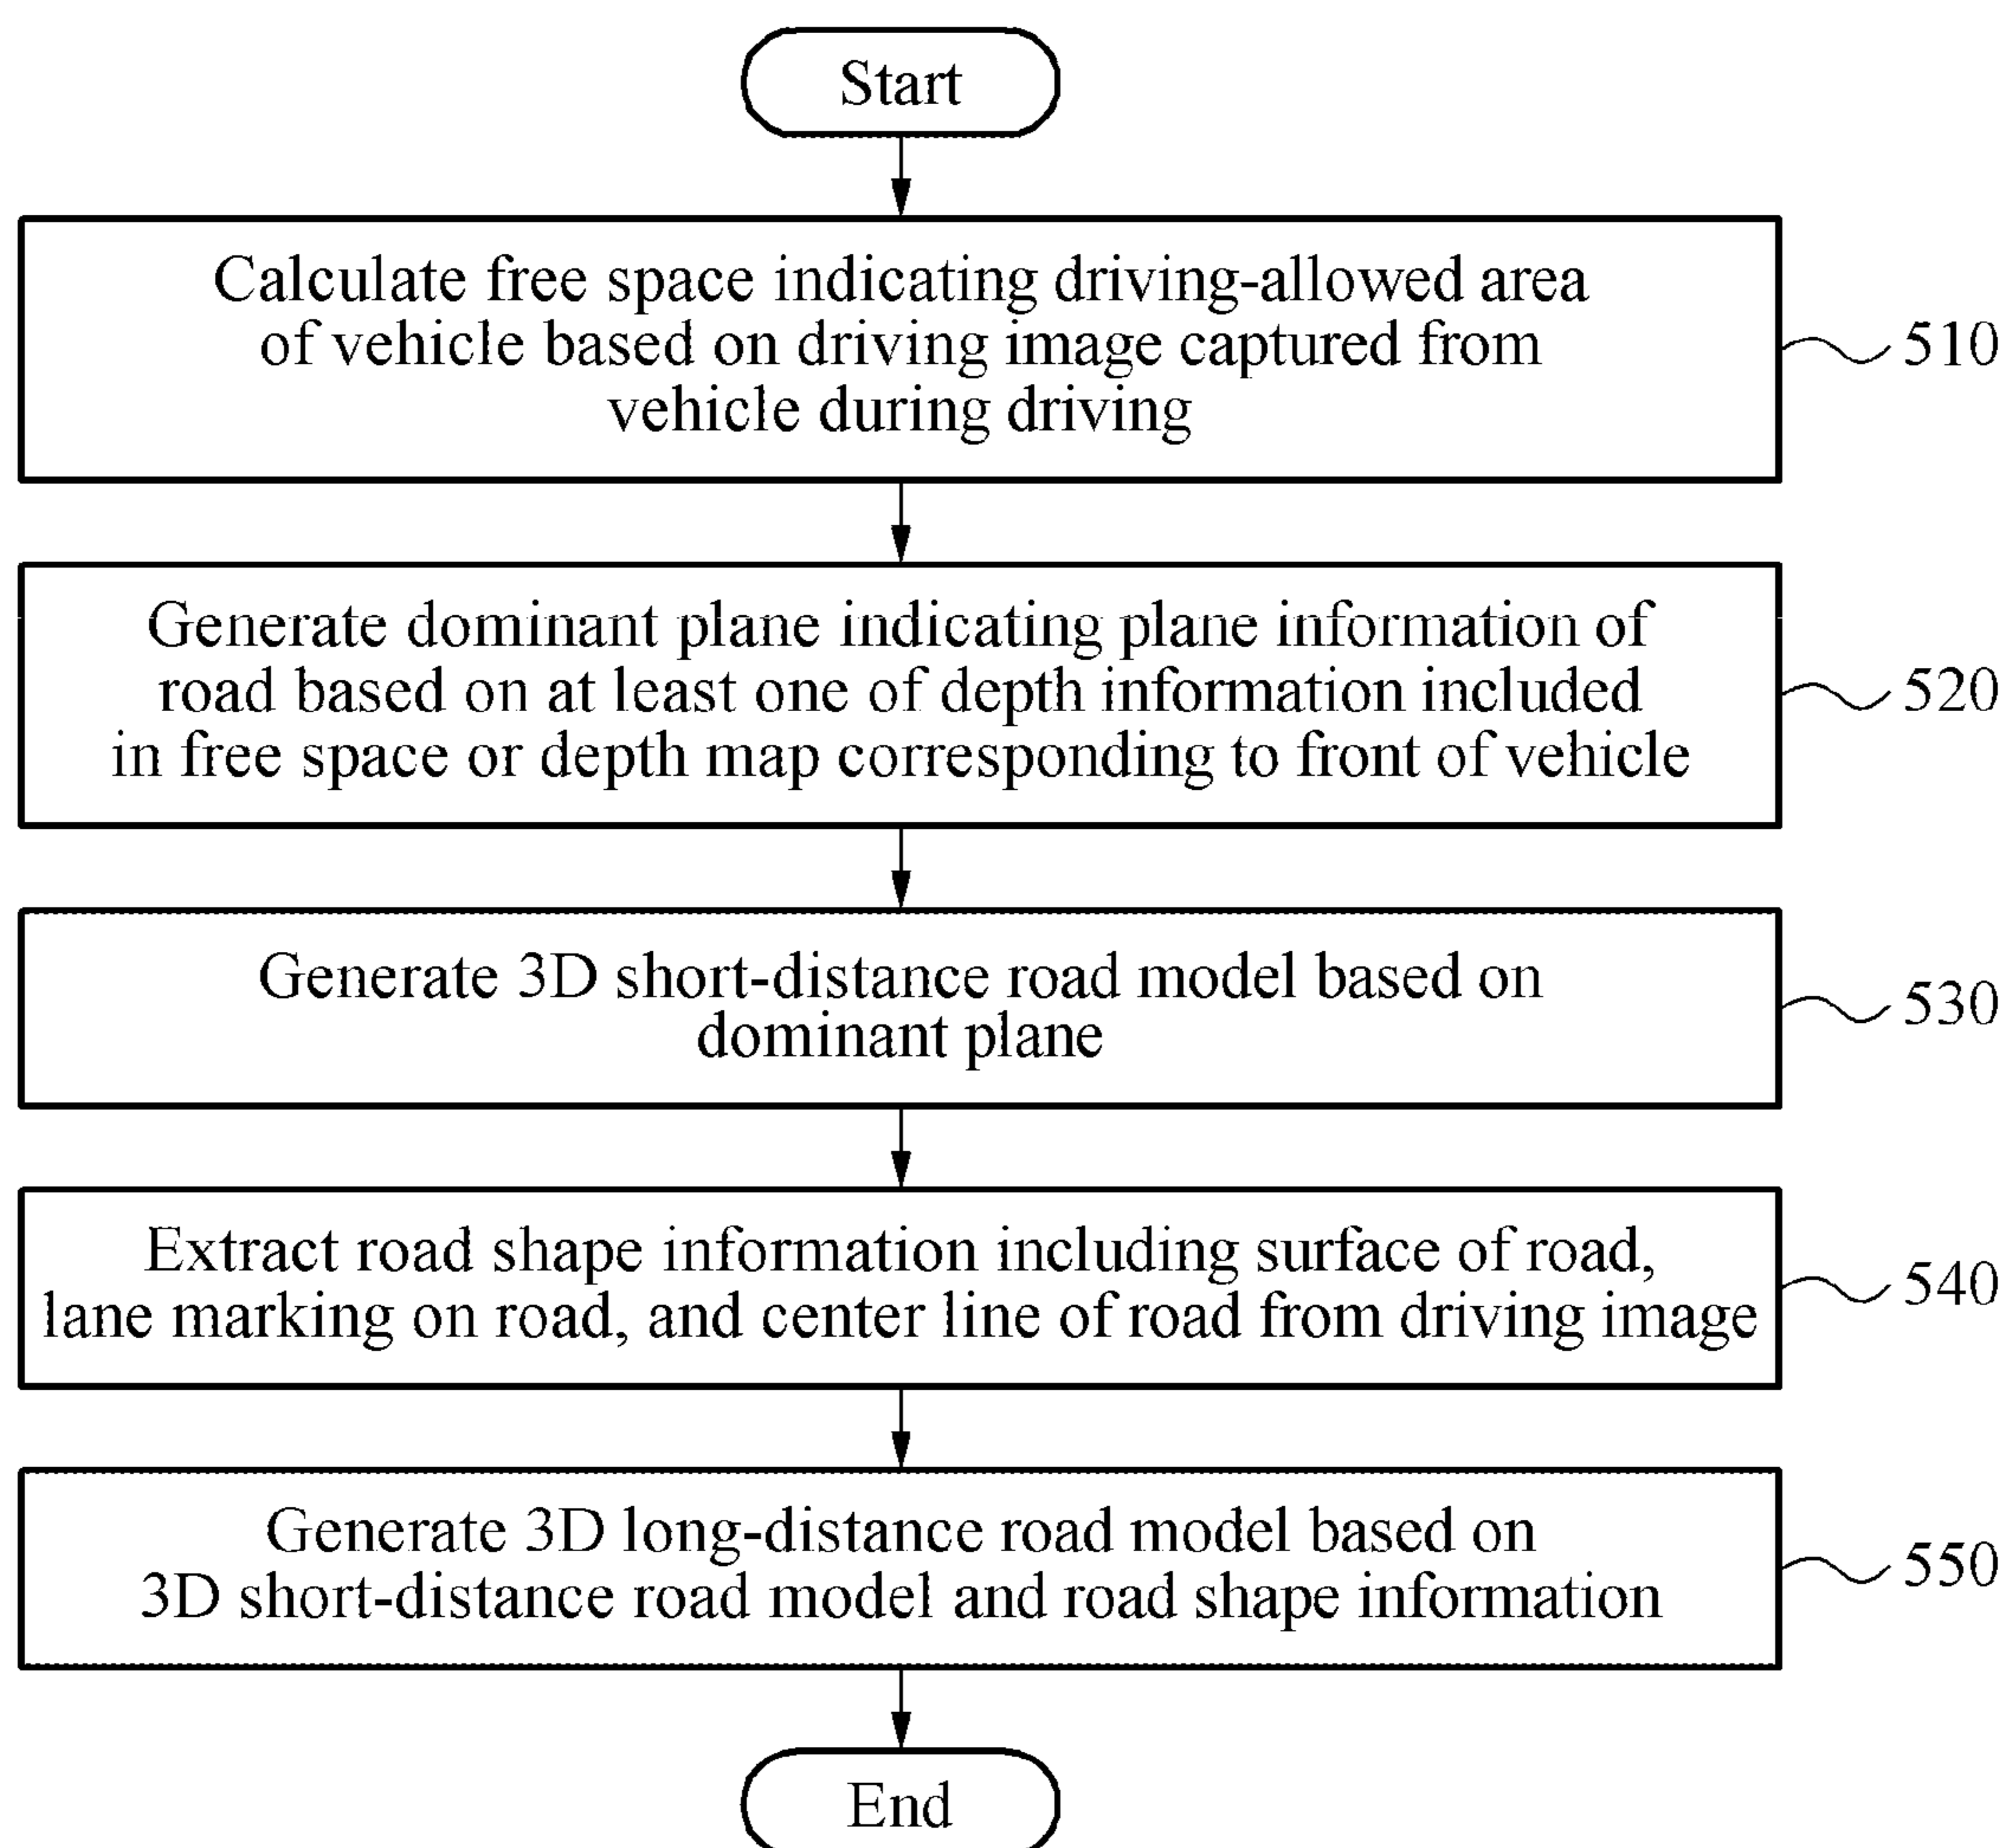 Start
Calculate free space indicating driving-allowed area
of vehicle based on driving image captured from
vehicle during driving
510
Generate dominant plane indicating plane information of
road based on at least one of depth information included
in free space or depth map corresponding to front of vehicle
520
Generate 3D short-distance road model based on
dominant plane
530
Extract road shape information including surface of road,
lane marking on road, and center line of road from driving image
540
Generate 3D long-distance road model based on
3D short-distance road model and road shape information
550
End